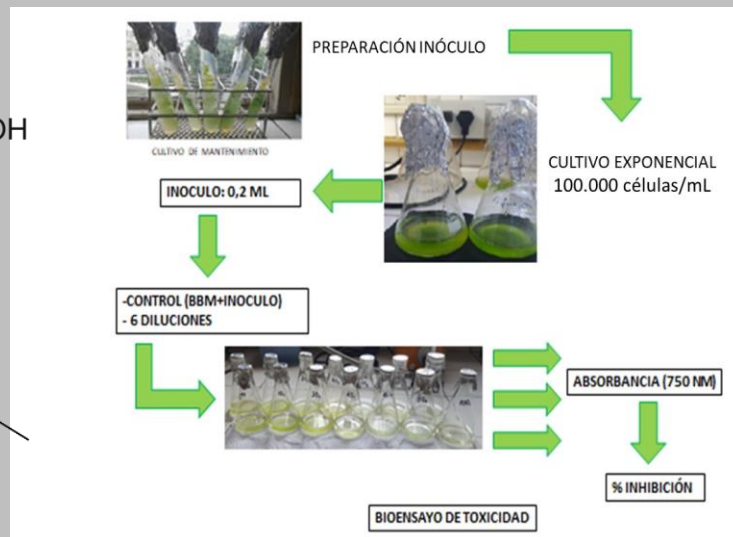 PREPARACIÓN INÓCULO
OH
CULTIVO DE MANTENIMIENTO
CULTIVO EXPONENCIAL
100.000 células/mL
INOCULO: 0,2 ML
-CONTROL (BBM+INOCULO)
- 6 DILUCIONES
ABSORBANCIA (750 NM)
% INHIBICIÓN
BIOENSAYO DE TOXICIDAD